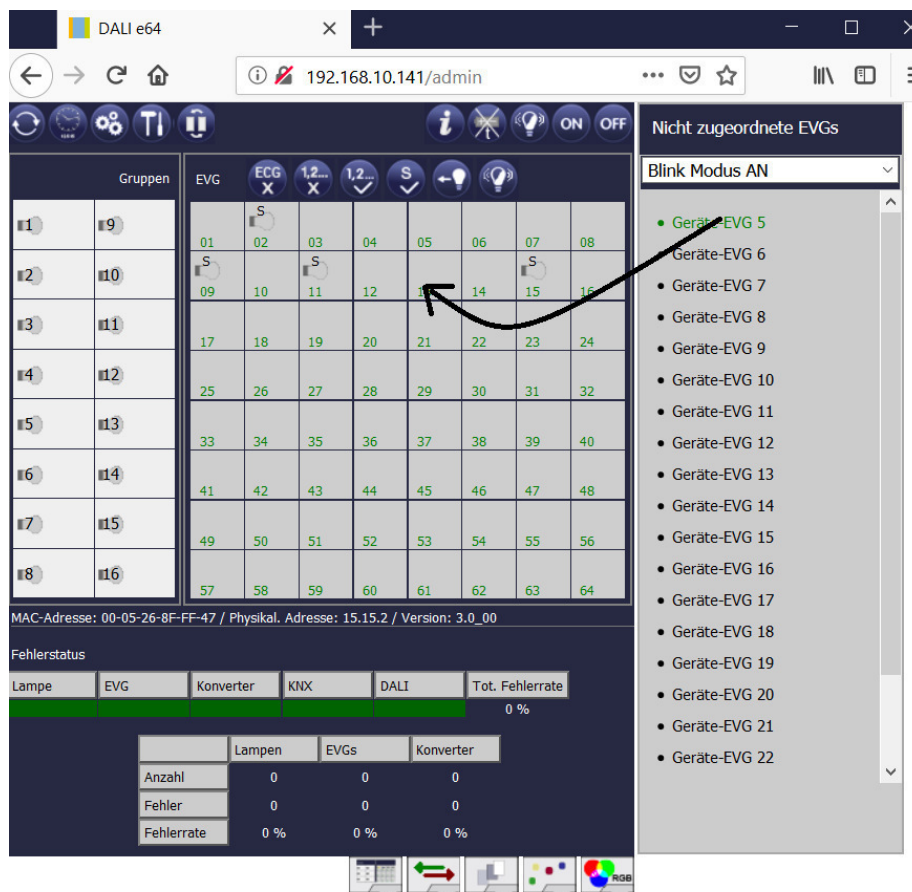 DALI e64
192.168.10.141/admin
i ON OFF
Nicht zugeordnete EVGs
Blink Modus AN
Gruppen EVG ECG X 1,2... X 1,2... S
1 9
2 10
3 11
4 12
5 13
6 14
7 15
8 16
S
01 02 03 04 05 06 07 08
S S S
09 10 11 12 13 14 15 16
17 18 19 20 21 22 23 24
25 26 27 28 29 30 31 32
33 34 35 36 37 38 39 40
41 42 43 44 45 46 47 48
49 50 51 52 53 54 55 56
57 58 59 60 61 62 63 64
Geräte-EVG 5
Geräte-EVG 6
Geräte-EVG 7
Geräte-EVG 8
Geräte-EVG 9
Geräte-EVG 10
Geräte-EVG 11
Geräte-EVG 12
Geräte-EVG 13
Geräte-EVG 14
Geräte-EVG 15
Geräte-EVG 16
Geräte-EVG 17
Geräte-EVG 18
Geräte-EVG 19
Geräte-EVG 20
Geräte-EVG 21
Geräte-EVG 22
MAC-Adresse: 00-05-26-8F-FF-47 / Physikal. Adresse: 15.15.2 / Version: 3.0_00
Fehlerstatus
Lampe EVG Konverter KNX DALI Tot. Fehlerrate
0 %
Lampen EVGs Konverter
Anzahl 0 0 0
Fehler 0 0 0
Fehlerrate 0 % 0 % 0 %
RGB